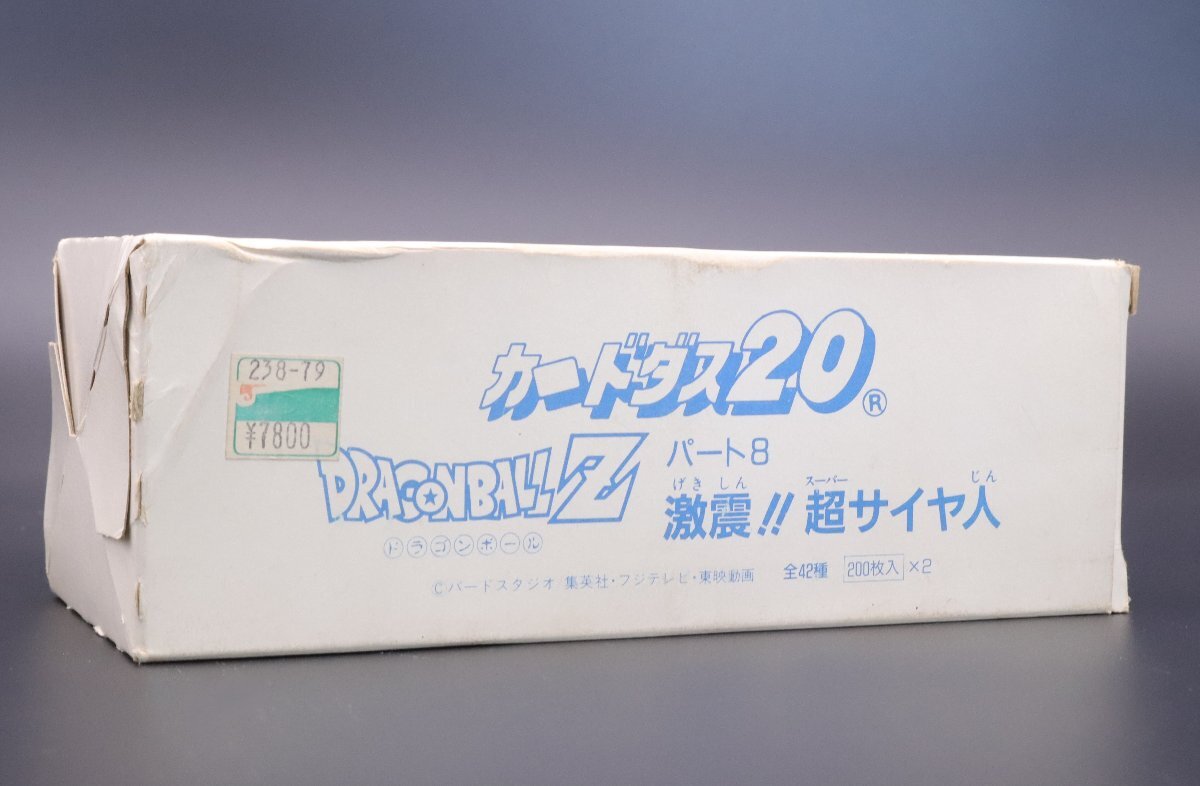 238-79
¥7800
カードダス20®
DRAGONBALL Z
ドラゴンボール
パート8
げきしん スーパー じん
激震!! 超サイヤ人
©バードスタジオ 集英社・フジテレビ・東映動画
全42種 200枚入 ×2